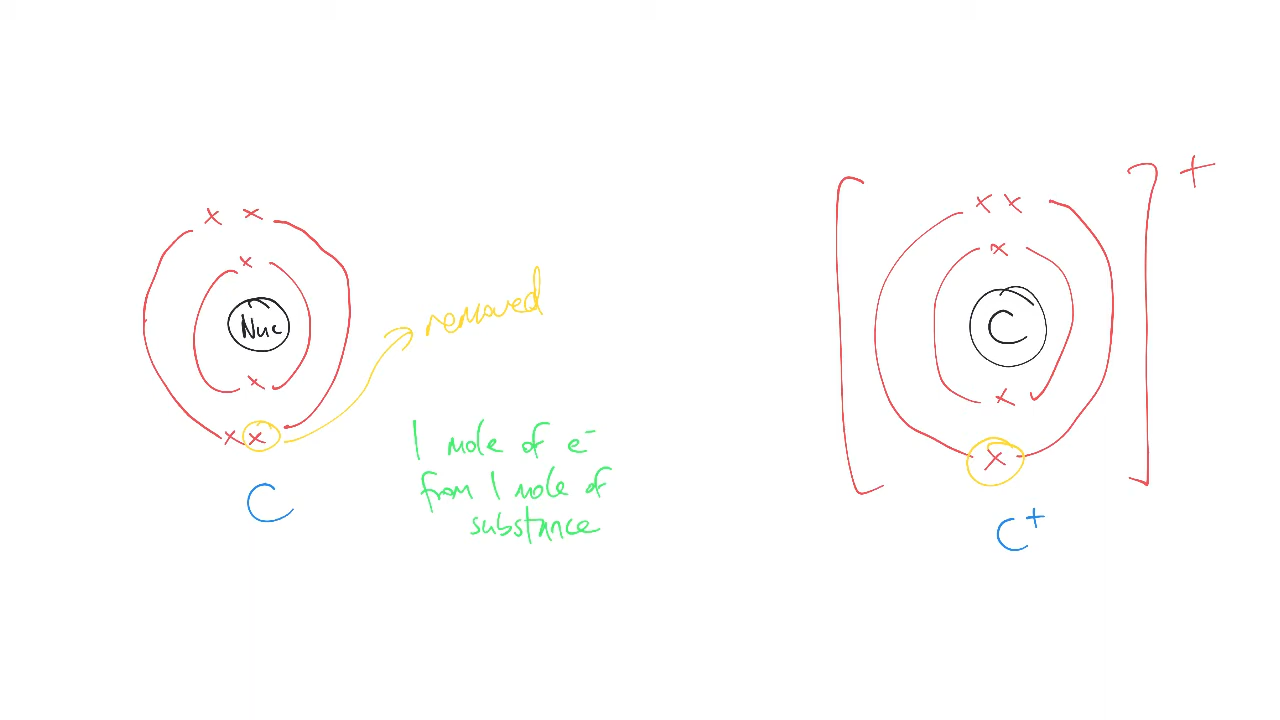 Nuc
removed
C
1 mole of e⁻
from 1 mole of
substance
+
C
C⁺